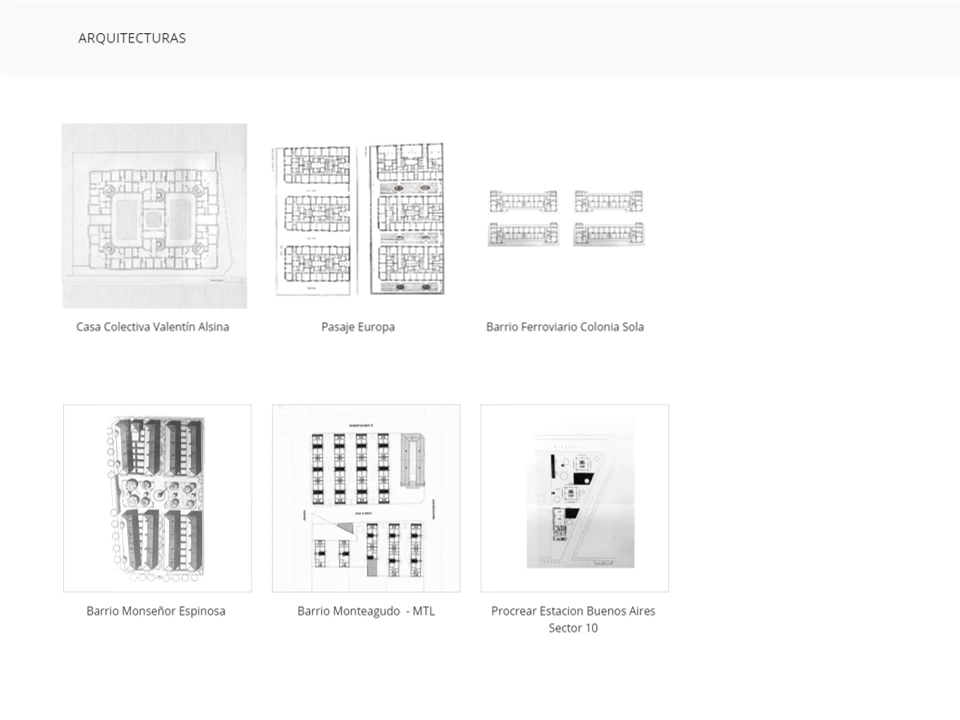 ARQUITECTURAS
Casa Colectiva Valentín Alsina
Pasaje Europa
Barrio Ferroviario Colonia Sola
Barrio Monseñor Espinosa
Barrio Monteagudo - MTL
Procrear Estacion Buenos Aires
Sector 10